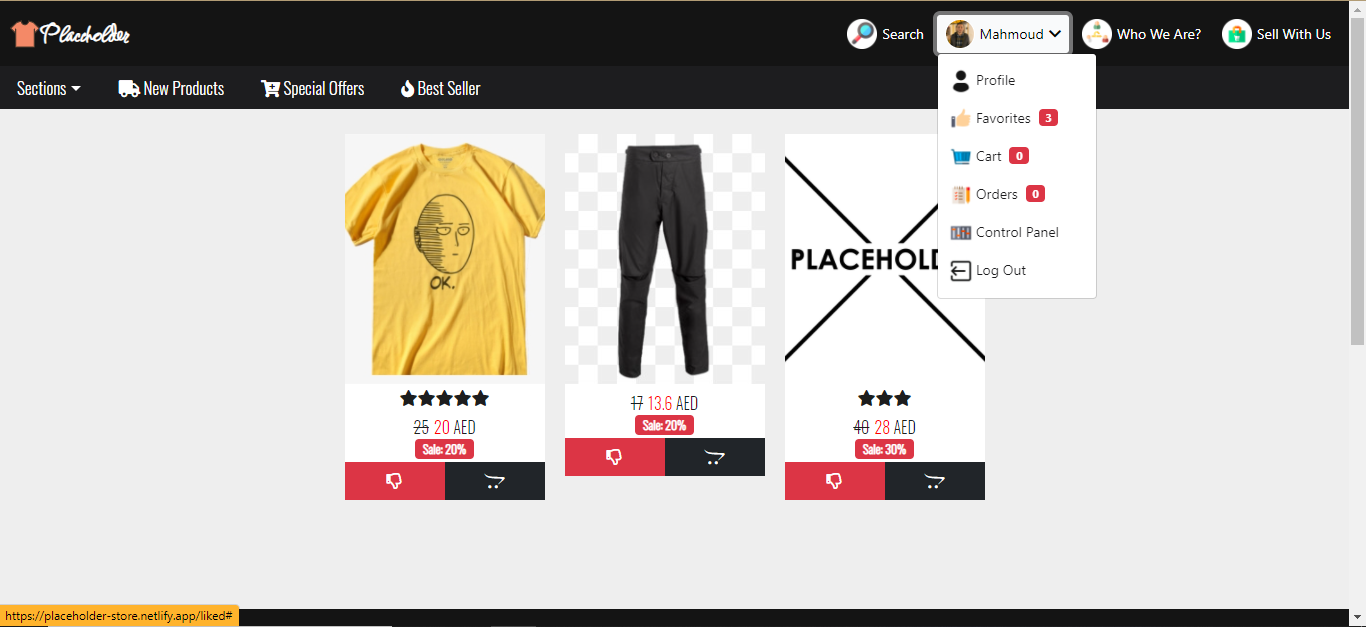 Placeholder
Search
Mahmoud
Who We Are?
Sell With Us
Sections
New Products
Special Offers
Best Seller
Profile
Favorites 3
Cart 0
Orders 0
Control Panel
Log Out
OK.
25 20 AED
Sale: 20%
17 13.6 AED
Sale: 20%
PLACEHOLD
40 28 AED
Sale: 30%
https://placeholder-store.netlify.app/liked#